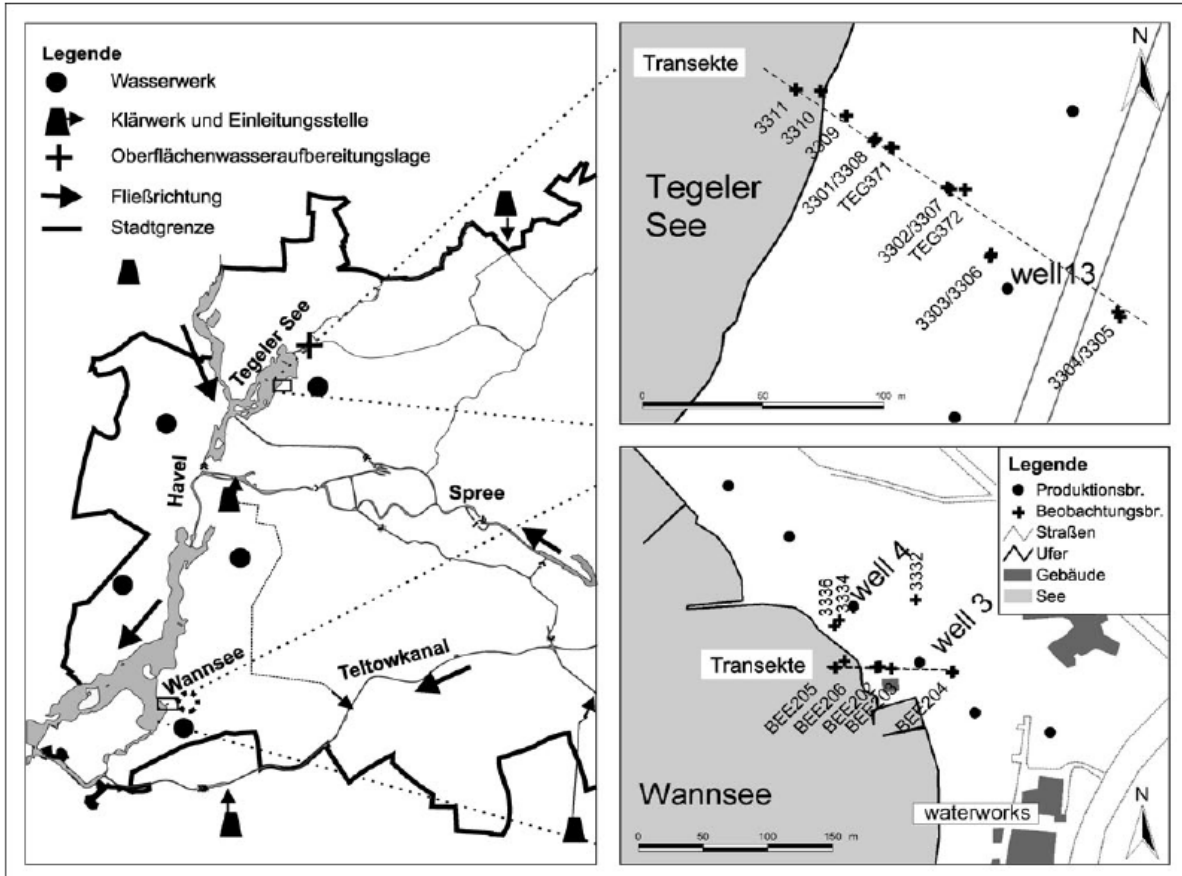 Legende
Wasserwerk
Klärwerk und Einleitungsstelle
Oberflächenwasseraufbereitungslage
Fließrichtung
Stadtgrenze
Tegeler See
Havel
Spree
Wannsee
Teltowkanal
Transekte
N
3311
3310
3309
3301/3308
TEG371
3302/3307
TEG372
3303/3306
well13
3304/3305
Tegeler
See
0 50 100 m
Legende
Produktionsbr.
Beobachtungsbr.
Straßen
Ufer
Gebäude
See
3336
3334
well 4
3332
well 3
Transekte
BEE205
BEE206
BEE202
BEE203
BEE204
Wannsee
waterworks
N
0 50 100 150 m